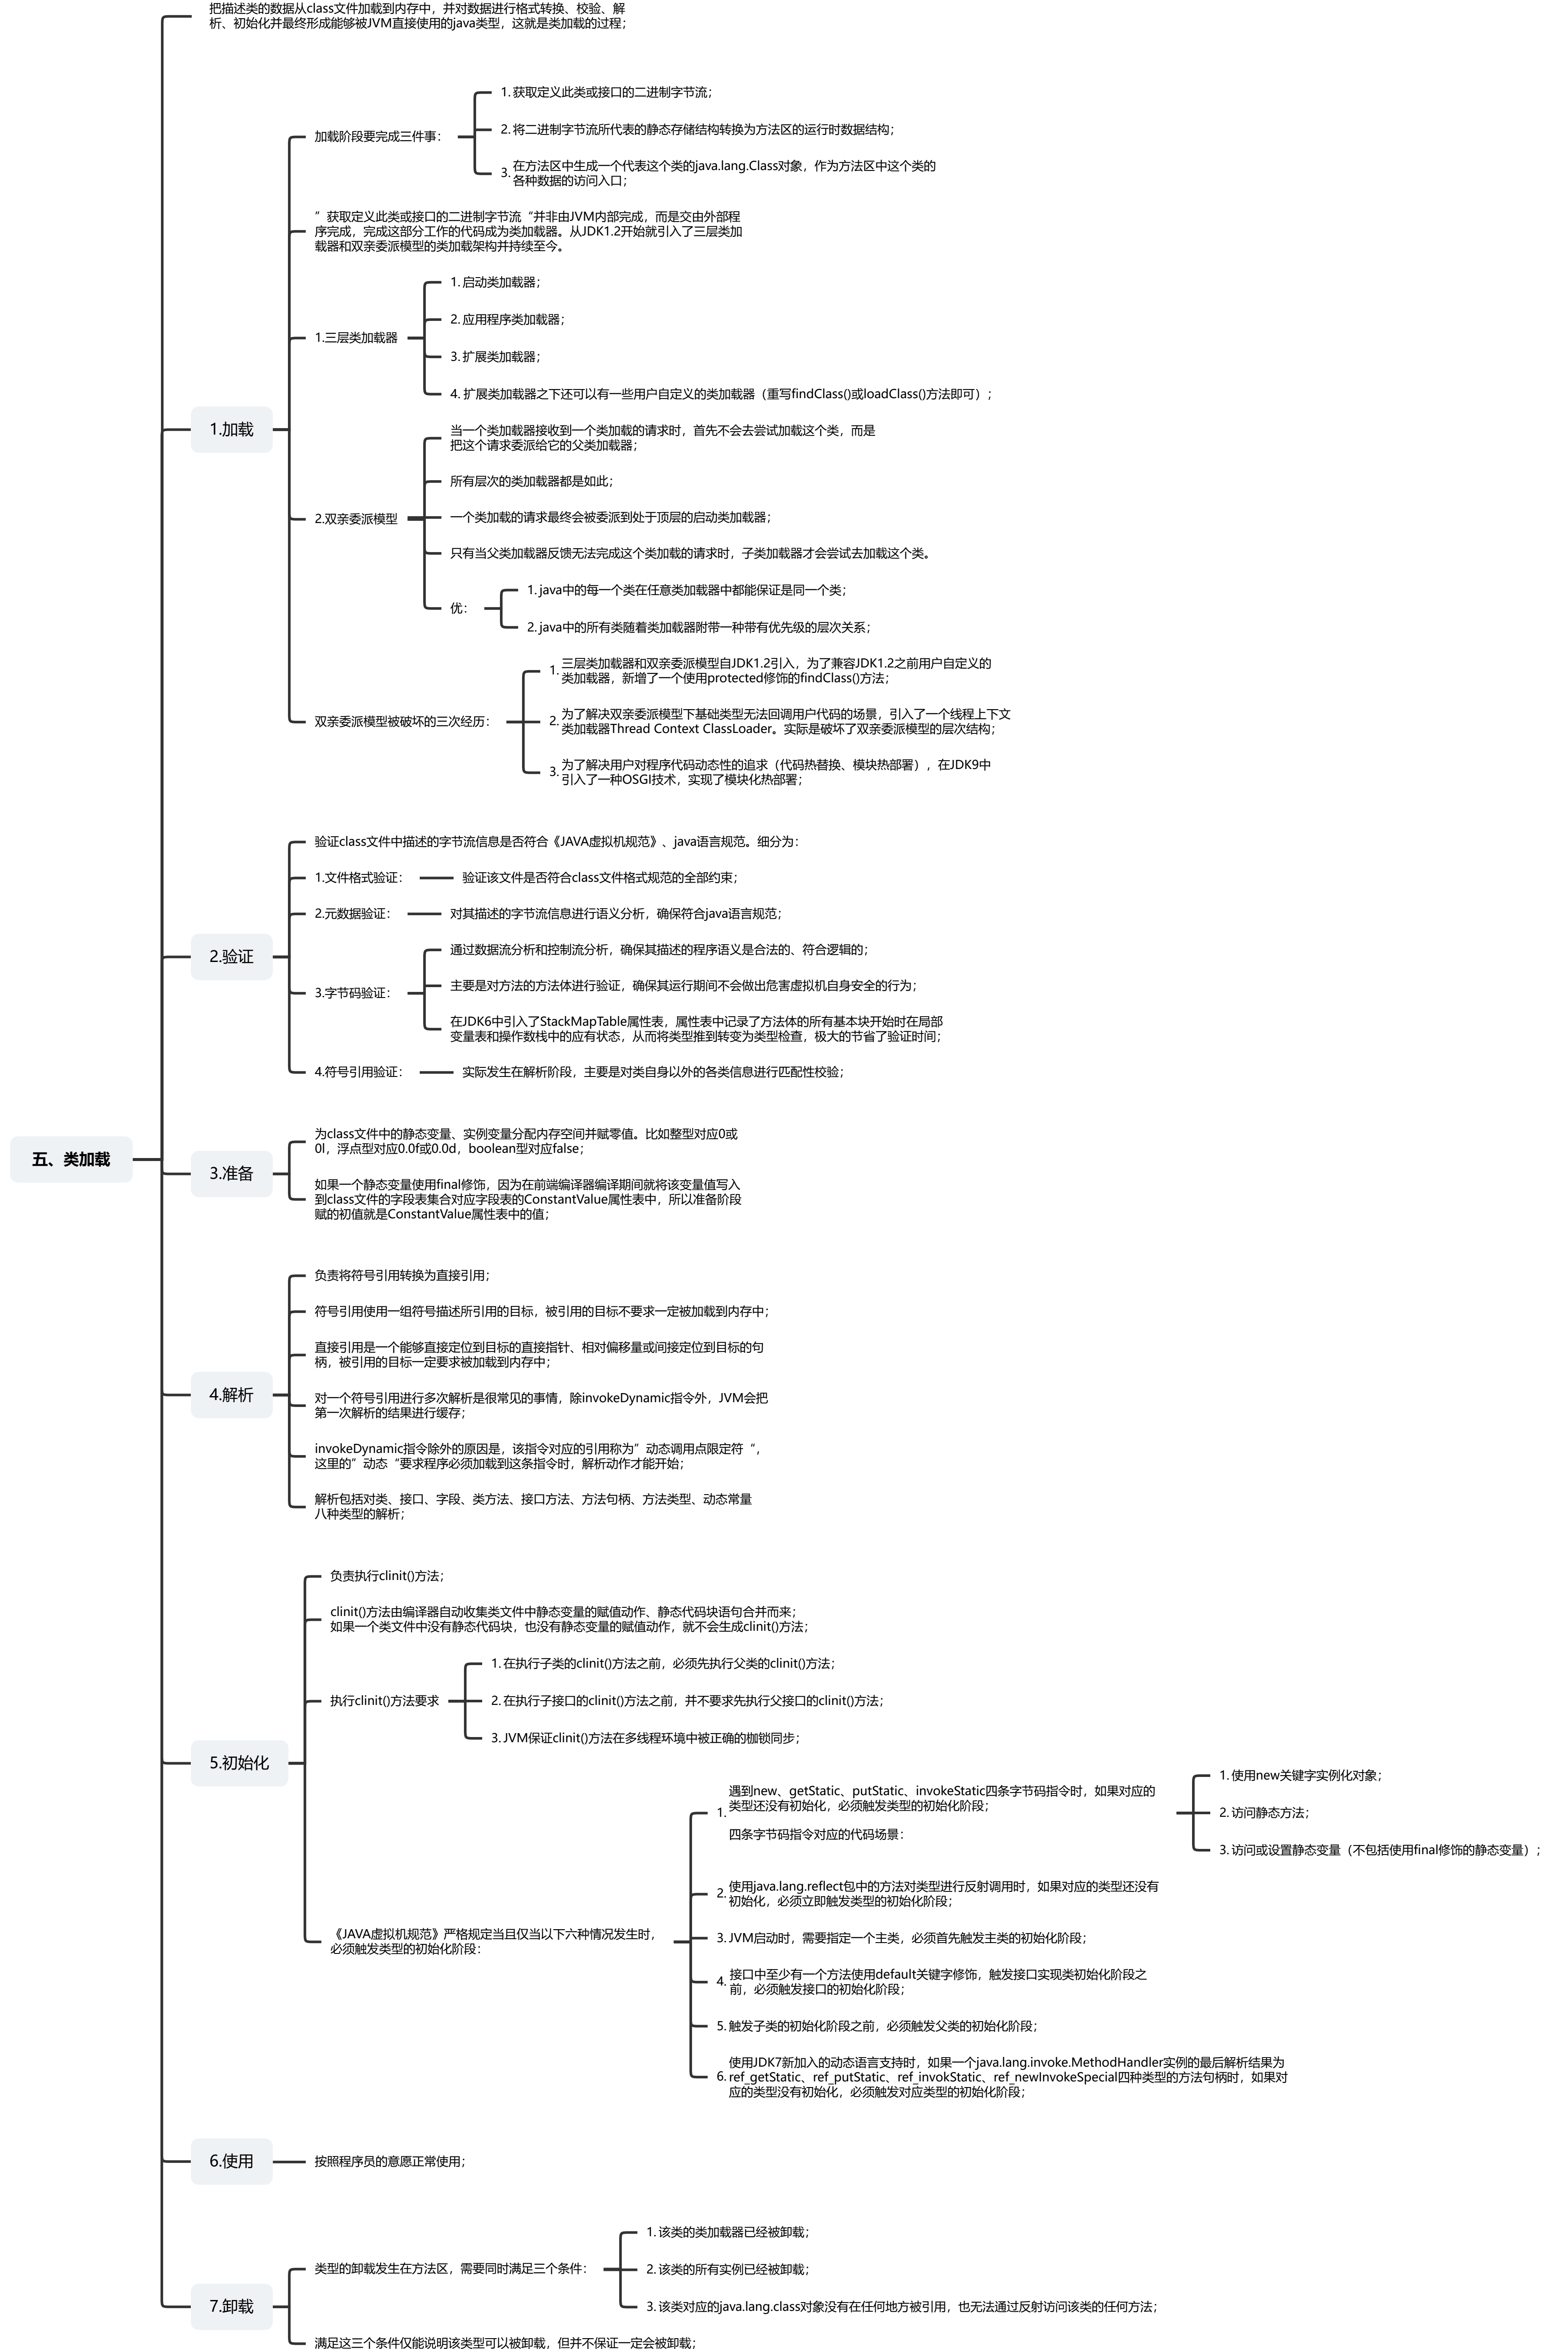 把描述类的数据从class文件加载到内存中，并对数据进行格式转换、校验、解
析、初始化并最终形成能够被JVM直接使用的java类型，这就是类加载的过程；
1.加载
加载阶段要完成三件事：
1. 获取定义此类或接口的二进制字节流；
2. 将二进制字节流所代表的静态存储结构转换为方法区的运行时数据结构；
3. 在方法区中生成一个代表这个类的java.lang.Class对象，作为方法区中这个类的
各种数据的访问入口；
”获取定义此类或接口的二进制字节流“并非由JVM内部完成，而是交由外部程
序完成，完成这部分工作的代码成为类加载器。从JDK1.2开始就引入了三层类加
载器和双亲委派模型的类加载架构并持续至今。
1.三层类加载器
1. 启动类加载器；
2. 应用程序类加载器；
3. 扩展类加载器；
4. 扩展类加载器之下还可以有一些用户自定义的类加载器（重写findClass()或loadClass()方法即可）；
2.双亲委派模型
当一个类加载器接收到一个类加载的请求时，首先不会去尝试加载这个类，而是
把这个请求委派给它的父类加载器；
所有层次的类加载器都是如此；
一个类加载的请求最终会被委派到处于顶层的启动类加载器；
只有当父类加载器反馈无法完成这个类加载的请求时，子类加载器才会尝试去加载这个类。
优：
1. java中的每一个类在任意类加载器中都能保证是同一个类；
2. java中的所有类随着类加载器附带一种带有优先级的层次关系；
双亲委派模型被破坏的三次经历：
1. 三层类加载器和双亲委派模型自JDK1.2引入，为了兼容JDK1.2之前用户自定义的
类加载器，新增了一个使用protected修饰的findClass()方法；
2. 为了解决双亲委派模型下基础类型无法回调用户代码的场景，引入了一个线程上下文
类加载器Thread Context ClassLoader。实际是破坏了双亲委派模型的层次结构；
3. 为了解决用户对程序代码动态性的追求（代码热替换、模块热部署），在JDK9中
引入了一种OSGI技术，实现了模块化热部署；
2.验证
验证class文件中描述的字节流信息是否符合《JAVA虚拟机规范》、java语言规范。细分为：
1.文件格式验证：
验证该文件是否符合class文件格式规范的全部约束；
2.元数据验证：
对其描述的字节流信息进行语义分析，确保符合java语言规范；
3.字节码验证：
通过数据流分析和控制流分析，确保其描述的程序语义是合法的、符合逻辑的；
主要是对方法的方法体进行验证，确保其运行期间不会做出危害虚拟机自身安全的行为；
在JDK6中引入了StackMapTable属性表，属性表中记录了方法体的所有基本块开始时在局部
变量表和操作数栈中的应有状态，从而将类型推到转变为类型检查，极大的节省了验证时间；
4.符号引用验证：
实际发生在解析阶段，主要是对类自身以外的各类信息进行匹配性校验；
五、类加载
3.准备
为class文件中的静态变量、实例变量分配内存空间并赋零值。比如整型对应0或
0l，浮点型对应0.0f或0.0d，boolean型对应false；
如果一个静态变量使用final修饰，因为在前端编译器编译期间就将该变量值写入
到class文件的字段表集合对应字段表的ConstantValue属性表中，所以准备阶段
赋的初值就是ConstantValue属性表中的值；
4.解析
负责将符号引用转换为直接引用；
符号引用使用一组符号描述所引用的目标，被引用的目标不要求一定被加载到内存中；
直接引用是一个能够直接定位到目标的直接指针、相对偏移量或间接定位到目标的句
柄，被引用的目标一定要求被加载到内存中；
对一个符号引用进行多次解析是很常见的事情，除invokeDynamic指令外，JVM会把
第一次解析的结果进行缓存；
invokeDynamic指令除外的原因是，该指令对应的引用称为”动态调用点限定符“，
这里的”动态“要求程序必须加载到这条指令时，解析动作才能开始；
解析包括对类、接口、字段、类方法、接口方法、方法句柄、方法类型、动态常量
八种类型的解析；
5.初始化
负责执行clinit()方法；
clinit()方法由编译器自动收集类文件中静态变量的赋值动作、静态代码块语句合并而来；
如果一个类文件中没有静态代码块，也没有静态变量的赋值动作，就不会生成clinit()方法；
执行clinit()方法要求
1. 在执行子类的clinit()方法之前，必须先执行父类的clinit()方法；
2. 在执行子接口的clinit()方法之前，并不要求先执行父接口的clinit()方法；
3. JVM保证clinit()方法在多线程环境中被正确的枷锁同步；
《JAVA虚拟机规范》严格规定当且仅当以下六种情况发生时，
必须触发类型的初始化阶段：
1. 遇到new、getStatic、putStatic、invokeStatic四条字节码指令时，如果对应的
类型还没有初始化，必须触发类型的初始化阶段；
四条字节码指令对应的代码场景：
1. 使用new关键字实例化对象；
2. 访问静态方法；
3. 访问或设置静态变量（不包括使用final修饰的静态变量）；
2. 使用java.lang.reflect包中的方法对类型进行反射调用时，如果对应的类型还没有
初始化，必须立即触发类型的初始化阶段；
3. JVM启动时，需要指定一个主类，必须首先触发主类的初始化阶段；
4. 接口中至少有一个方法使用default关键字修饰，触发接口实现类初始化阶段之
前，必须触发接口的初始化阶段；
5. 触发子类的初始化阶段之前，必须触发父类的初始化阶段；
6. 使用JDK7新加入的动态语言支持时，如果一个java.lang.invoke.MethodHandler实例的最后解析结果为
ref_getStatic、ref_putStatic、ref_invokStatic、ref_newInvokeSpecial四种类型的方法句柄时，如果对
应的类型没有初始化，必须触发对应类型的初始化阶段；
6.使用
按照程序员的意愿正常使用；
7.卸载
类型的卸载发生在方法区，需要同时满足三个条件：
1. 该类的类加载器已经被卸载；
2. 该类的所有实例已经被卸载；
3. 该类对应的java.lang.class对象没有在任何地方被引用，也无法通过反射访问该类的任何方法；
满足这三个条件仅能说明该类型可以被卸载，但并不保证一定会被卸载；